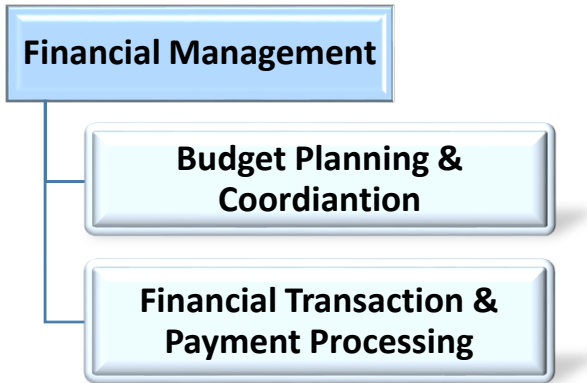 Financial Management
Budget Planning &
Coordiantion
Financial Transaction &
Payment Processing